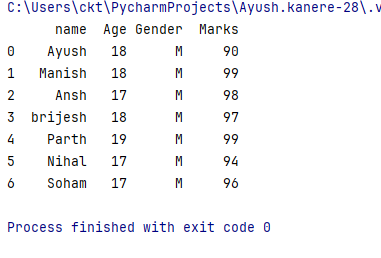 C:\Users\ckt\PycharmProjects\Ayush.kanere-28\.v
name Age Gender Marks
0 Ayush 18 M 90
1 Manish 18 M 99
2 Ansh 17 M 98
3 brijesh 18 M 97
4 Parth 19 M 99
5 Nihal 17 M 94
6 Soham 17 M 96
Process finished with exit code 0